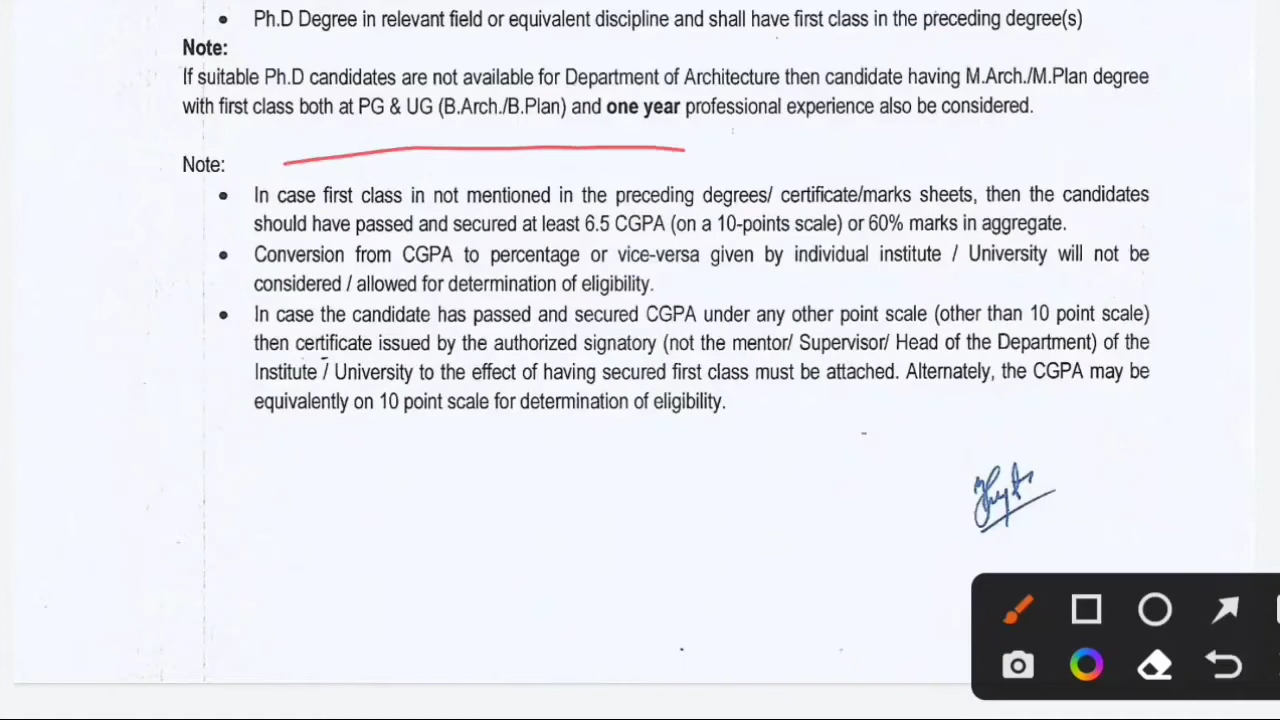 • Ph.D Degree in relevant field or equivalent discipline and shall have first class in the preceding degree(s)
Note:
If suitable Ph.D candidates are not available for Department of Architecture then candidate having M.Arch./M.Plan degree
with first class both at PG & UG (B.Arch./B.Plan) and one year professional experience also be considered.
Note:
• In case first class in not mentioned in the preceding degrees/ certificate/marks sheets, then the candidates
should have passed and secured at least 6.5 CGPA (on a 10-points scale) or 60% marks in aggregate.
• Conversion from CGPA to percentage or vice-versa given by individual institute / University will not be
considered / allowed for determination of eligibility.
• In case the candidate has passed and secured CGPA under any other point scale (other than 10 point scale)
then certificate issued by the authorized signatory (not the mentor/ Supervisor/ Head of the Department) of the
Institute / University to the effect of having secured first class must be attached. Alternately, the CGPA may be
equivalently on 10 point scale for determination of eligibility.